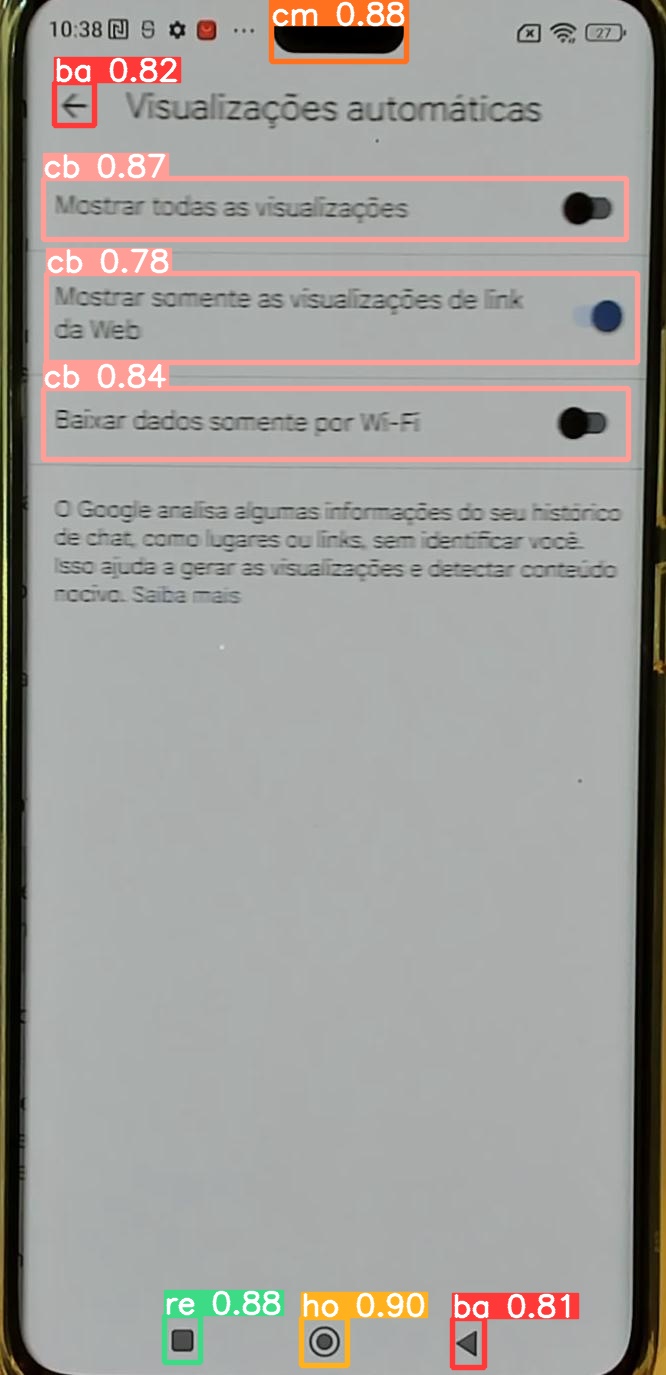 cm 0.88
10:38
27
ba 0.82
Visualizações automáticas
cb 0.87
Mostrar todas as visualizações
cb 0.78
Mostrar somente as visualizações de link
da Web
cb 0.84
Baixar dados somente por Wi-Fi
O Google analisa algumas informações do seu histórico
de chat, como lugares ou links, sem identificar você.
Isso ajuda a gerar as visualizações e detectar conteúdo
nocivo. Saiba mais
re 0.88
ho 0.90
ba 0.81